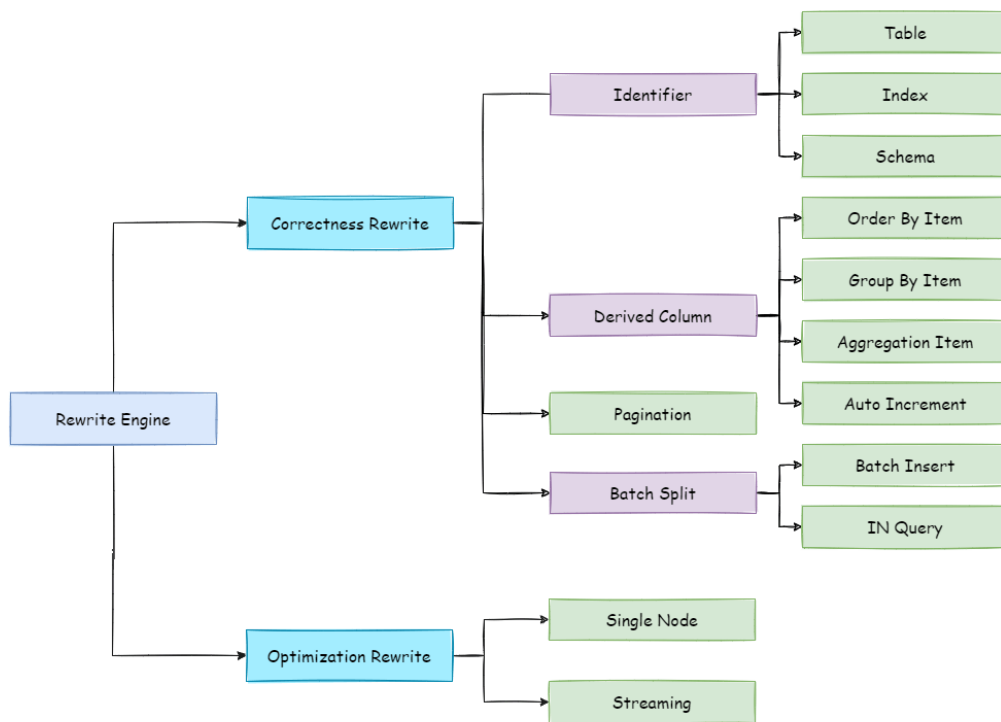 Table
Identifier
Index
Schema
Correctness Rewrite
Order By Item
Group By Item
Derived Column
Aggregation Item
Auto Increment
Rewrite Engine
Pagination
Batch Insert
Batch Split
IN Query
Single Node
Optimization Rewrite
Streaming